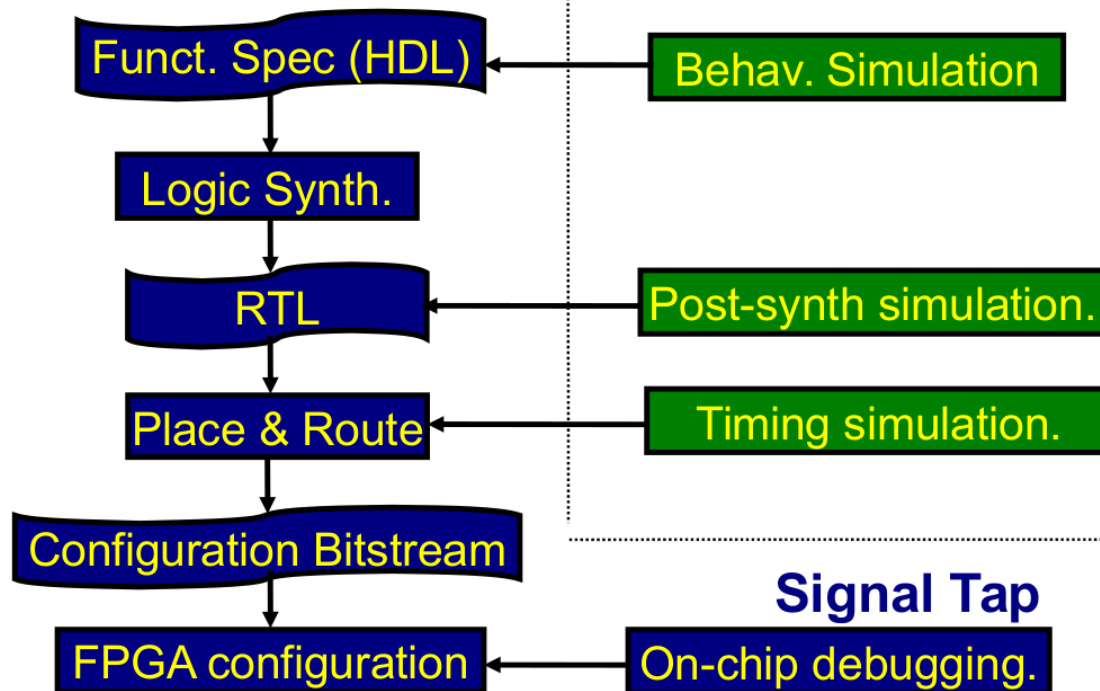 Funct. Spec (HDL)
Behav. Simulation
Logic Synth.
RTL
Post-synth simulation.
Place & Route
Timing simulation.
Configuration Bitstream
Signal Tap
FPGA configuration
On-chip debugging.